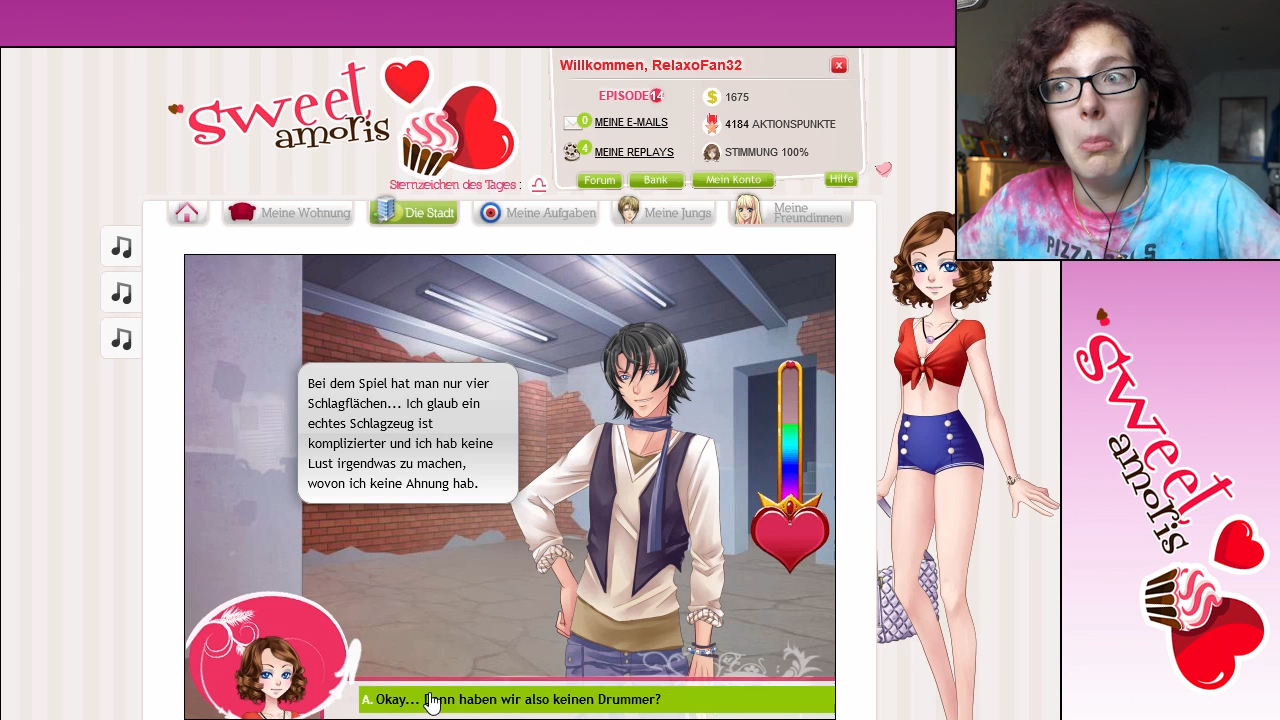 sweet
amoris
Willkommen, RelaxoFan32
x
EPISODE14
1675
0 MEINE E-MAILS
4184 AKTIONSPUNKTE
4 MEINE REPLAYS
STIMMUNG 100%
Sternzeichen des Tages :
Forum
Bank
Mein Konto
Hilfe
Meine Wohnung
Die Stadt
Meine Aufgaben
Meine Jungs
Meine
Freundinnen
Bei dem Spiel hat man nur vier
Schlagflächen... Ich glaub ein
echtes Schlagzeug ist
komplizierter und ich hab keine
Lust irgendwas zu machen,
wovon ich keine Ahnung hab.
A. Okay... Dann haben wir also keinen Drummer?
PIZZA
sweet
amoris